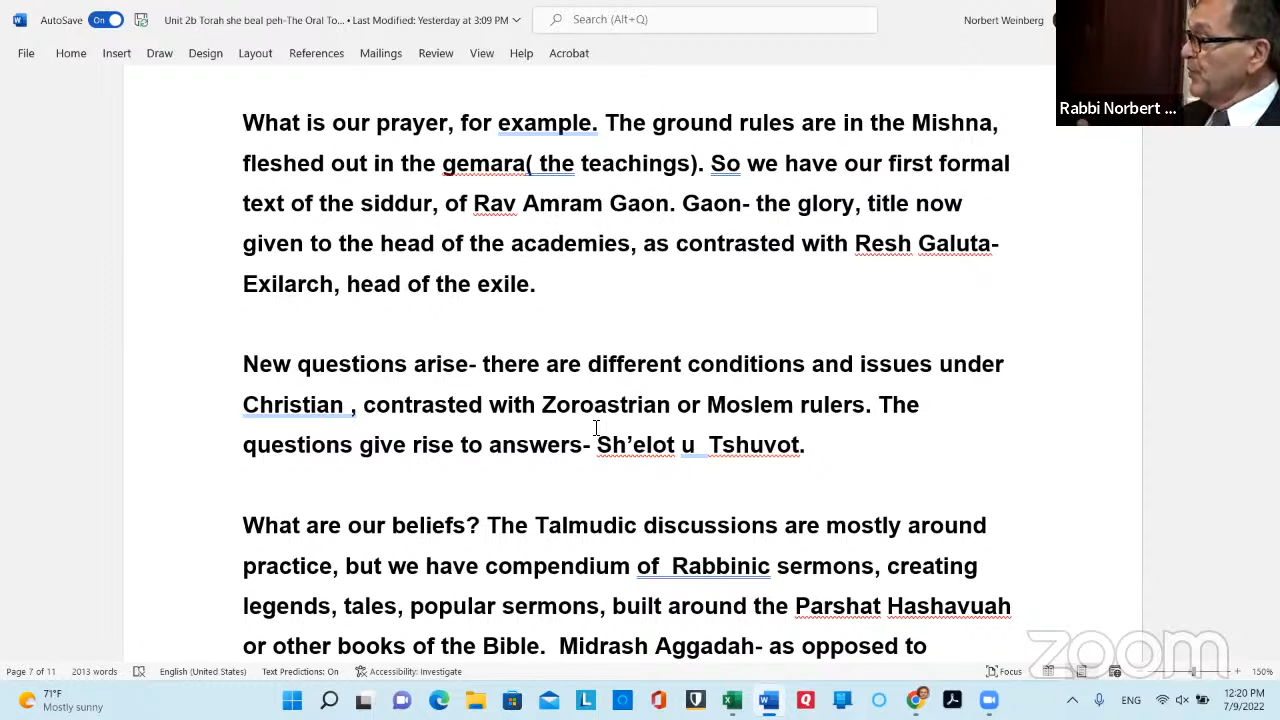 AutoSave On Unit 2b Torah she beal peh-The Oral To... • Last Modified: Yesterday at 3:09 PM Search (Alt+Q) Norbert Weinberg
File Home Insert Draw Design Layout References Mailings Review View Help Acrobat
Rabbi Norbert ...
What is our prayer, for example. The ground rules are in the Mishna,
fleshed out in the gemara( the teachings). So we have our first formal
text of the siddur, of Rav Amram Gaon. Gaon- the glory, title now
given to the head of the academies, as contrasted with Resh Galuta-
Exilarch, head of the exile.
New questions arise- there are different conditions and issues under
Christian , contrasted with Zoroastrian or Moslem rulers. The
questions give rise to answers- Sh’elot u  Tshuvot.
What are our beliefs? The Talmudic discussions are mostly around
practice, but we have compendium of  Rabbinic sermons, creating
legends, tales, popular sermons, built around the Parshat Hashavuah
or other books of the Bible.  Midrash Aggadah- as opposed to
zoom
Page 7 of 11 2013 words English (United States) Text Predictions: On Accessibility: Investigate Focus 150%
71°F
Mostly sunny
ENG
12:20 PM
7/9/2022